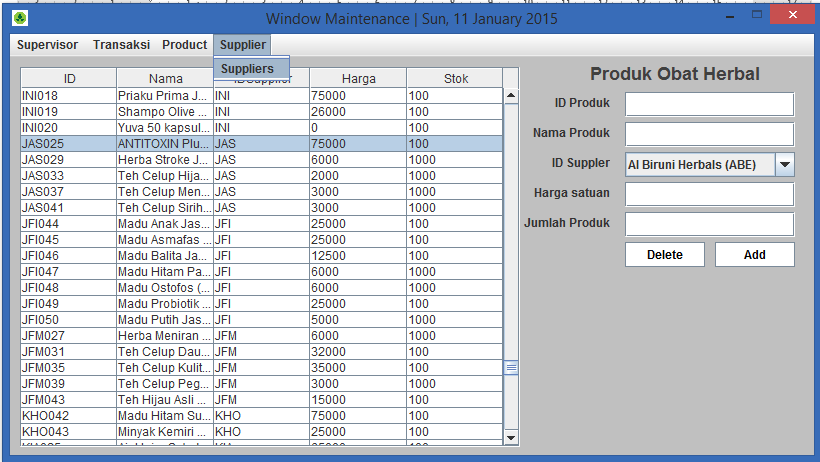 Window Maintenance | Sun, 11 January 2015
Supervisor Transaksi Product Supplier
Suppliers
ID Nama Harga Stok
INI018 Priaku Prima J... INI 75000 100
INI019 Shampo Olive ... INI 26000 100
INI020 Yuva 50 kapsul... INI 0 100
JAS025 ANTITOXIN Plu... JAS 75000 100
JAS029 Herba Stroke J... JAS 6000 1000
JAS033 Teh Celup Hija... JAS 2000 1000
JAS037 Teh Celup Men... JAS 3000 1000
JAS041 Teh Celup Sirih... JAS 3000 1000
JFI044 Madu Anak Jas... JFI 25000 100
JFI045 Madu Asmafas ... JFI 25000 100
JFI046 Madu Balita Ja... JFI 12500 100
JFI047 Madu Hitam Pa... JFI 6000 1000
JFI048 Madu Ostofos (... JFI 6000 1000
JFI049 Madu Probiotik ... JFI 25000 100
JFI050 Madu Putih Jas... JFI 5000 1000
JFM027 Herba Meniran ... JFM 6000 1000
JFM031 Teh Celup Dau... JFM 32000 100
JFM035 Teh Celup Kulit... JFM 35000 100
JFM039 Teh Celup Peg... JFM 3000 1000
JFM043 Teh Hijau Asli ... JFM 15000 100
KHO042 Madu Hitam Su... KHO 75000 100
KHO043 Minyak Kemiri ... KHO 25000 100
Produk Obat Herbal
ID Produk
Nama Produk
ID Suppler Al Biruni Herbals (ABE)
Harga satuan
Jumlah Produk
Delete Add